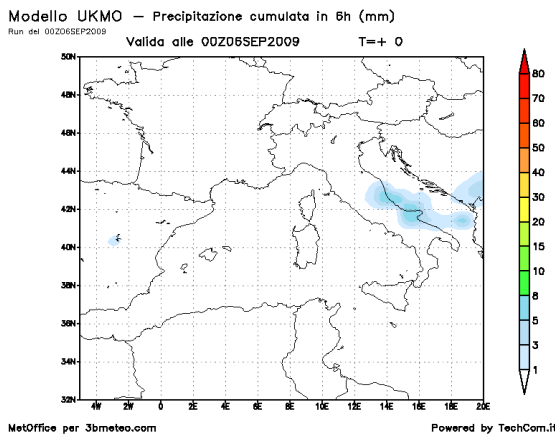 Modello UKMO – Precipitazione cumulata in 6h (mm)
Run del 00Z06SEP2009
Valida alle 00Z06SEP2009 T=+ 0
50N
48N
46N
44N
42N
40N
38N
36N
34N
32N
4W 2W 0 2E 4E 6E 8E 10E 12E 14E 16E 18E 20E
80
70
60
50
40
30
20
15
10
8
5
3
1
MetOffice per 3bmeteo.com Powered by TechCom.it